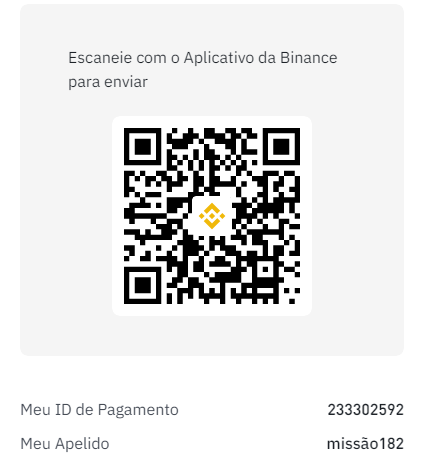 Escaneie com o Aplicativo da Binance
para enviar
Meu ID de Pagamento 233302592
Meu Apelido missão182